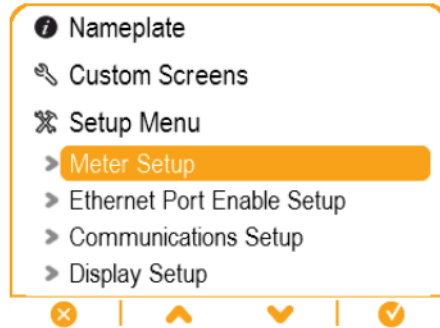 Nameplate
Custom Screens
Setup Menu
Meter Setup
Ethernet Port Enable Setup
Communications Setup
Display Setup